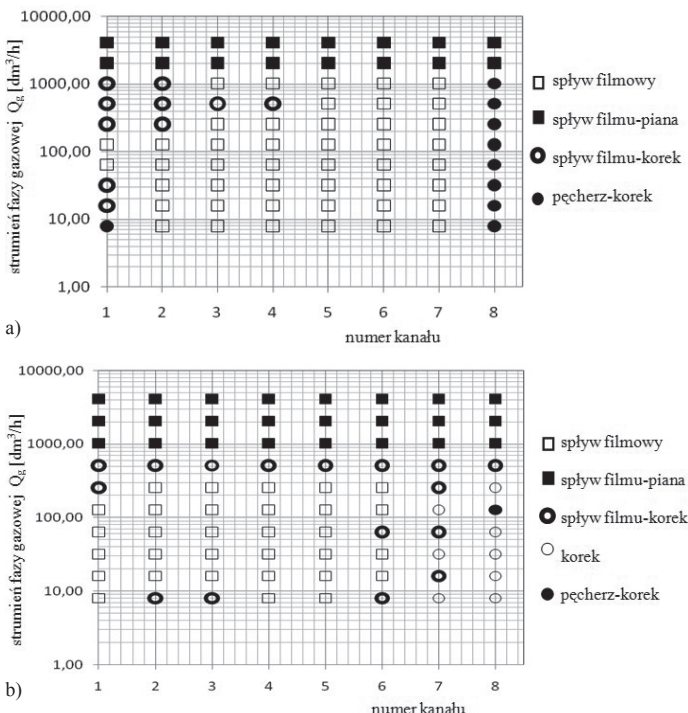 10000,00
1000,00
100,00
10,00
1,00
strumień fazy gazowej Qg [dm³/h]
1 2 3 4 5 6 7 8
numer kanału
spływ filmowy
spływ filmu-piana
spływ filmu-korek
pęcherz-korek
a)
10000,00
1000,00
100,00
10,00
1,00
strumień fazy gazowej Qg [dm³/h]
1 2 3 4 5 6 7 8
numer kanału
spływ filmowy
spływ filmu-piana
spływ filmu-korek
korek
pęcherz-korek
b)